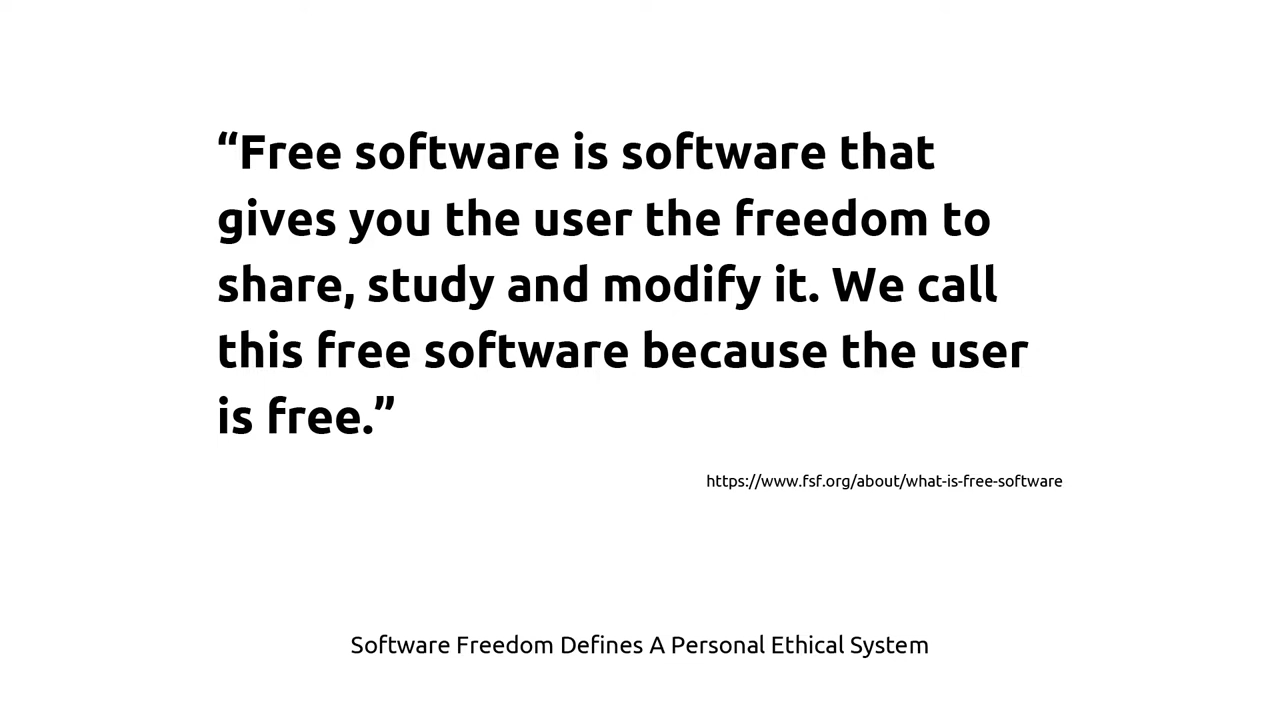 “Free software is software that
gives you the user the freedom to
share, study and modify it. We call
this free software because the user
is free.”
https://www.fsf.org/about/what-is-free-software
Software Freedom Defines A Personal Ethical System